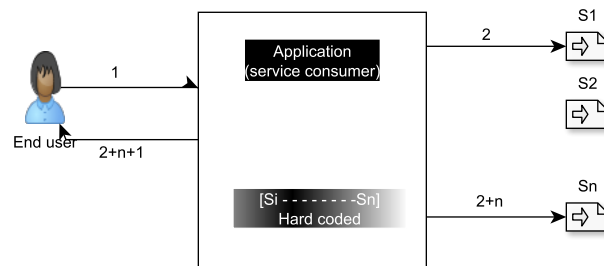 S1
2
Application
(service consumer)
1
S2
End user
2+n+1
Sn
[Si - - - - - - - -Sn]
2+n
Hard coded